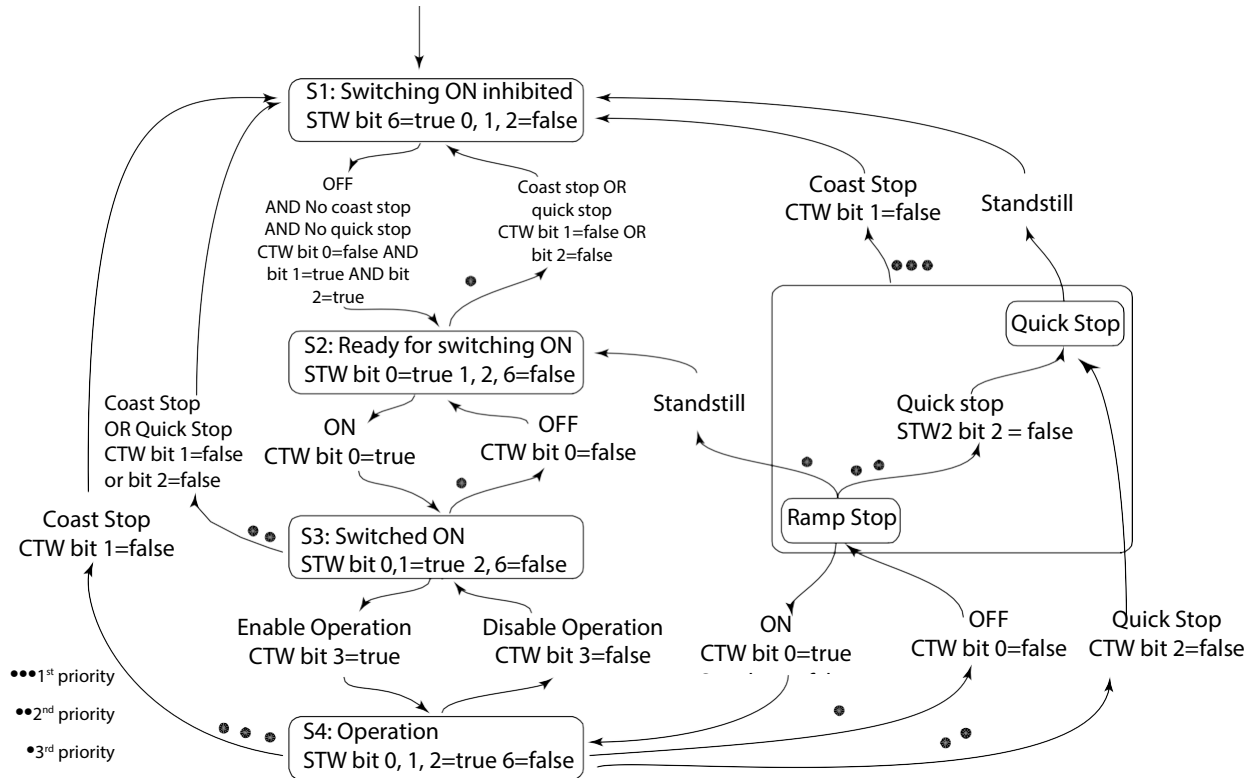 S1: Switching ON inhibited
STW bit 6=true 0, 1, 2=false
OFF
AND No coast stop
AND No quick stop
CTW bit 0=false AND
bit 1=true AND bit
2=true
Coast stop OR
quick stop
CTW bit 1=false OR
bit 2=false
Coast Stop
CTW bit 1=false
Standstill
S2: Ready for switching ON
STW bit 0=true 1, 2, 6=false
Quick Stop
Coast Stop
OR Quick Stop
CTW bit 1=false
or bit 2=false
ON
CTW bit 0=true
OFF
CTW bit 0=false
Standstill
Quick stop
STW2 bit 2 = false
Coast Stop
CTW bit 1=false
S3: Switched ON
STW bit 0,1=true 2, 6=false
Ramp Stop
Enable Operation
CTW bit 3=true
Disable Operation
CTW bit 3=false
ON
CTW bit 0=true
OFF
CTW bit 0=false
Quick Stop
CTW bit 2=false
•••1st priority
••2nd priority
•3rd priority
S4: Operation
STW bit 0, 1, 2=true 6=false